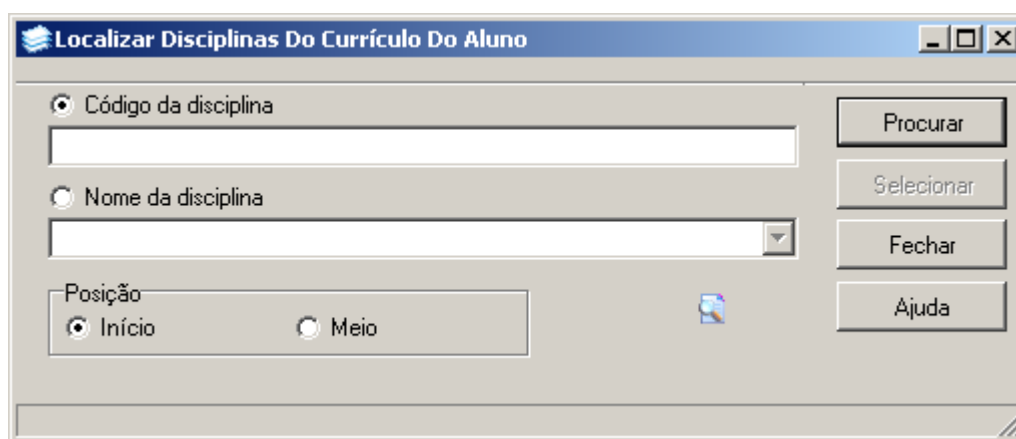 Localizar Disciplinas Do Currículo Do Aluno
Código da disciplina
Procurar
Selecionar
Nome da disciplina
Fechar
Posição
Início Meio
Ajuda